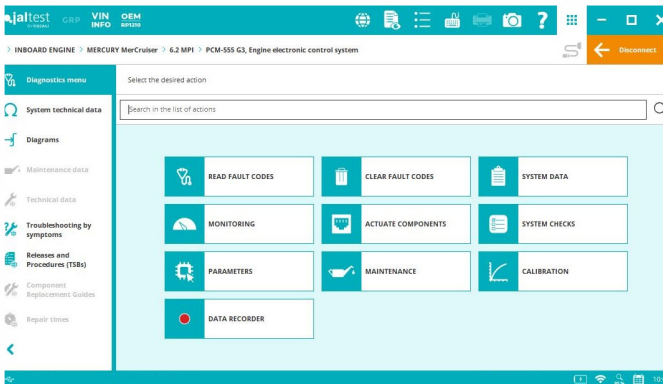 jaltest GRP VIN INFO OEM RP1210
by COJALI
> INBOARD ENGINE > MERCURY MerCruiser > 6.2 MPI > PCM-555 G3, Engine electronic control system
Disconnect
Diagnostics menu
Select the desired action
System technical data
Search in the list of actions
Diagrams
Maintenance data
Technical data
Troubleshooting by
symptoms
Releases and
Procedures (TSBs)
Component
Replacement Guides
Repair times
READ FAULT CODES
CLEAR FAULT CODES
SYSTEM DATA
MONITORING
ACTUATE COMPONENTS
SYSTEM CHECKS
PARAMETERS
MAINTENANCE
CALIBRATION
DATA RECORDER